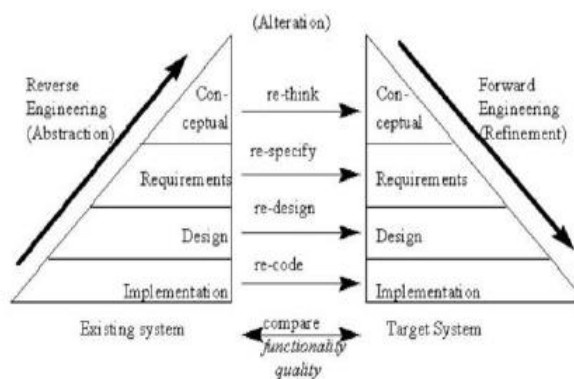 (Alteration)
Reverse
Engineering
(Abstraction)
Con-
ceptual
re-think
Con-
ceptual
Forward
Engineering
(Refinement)
Requirements
re-specify
Requirements
Design
re-design
Design
Implementation
re-code
Implementation
Existing system
compare
functionality
quality
Target System